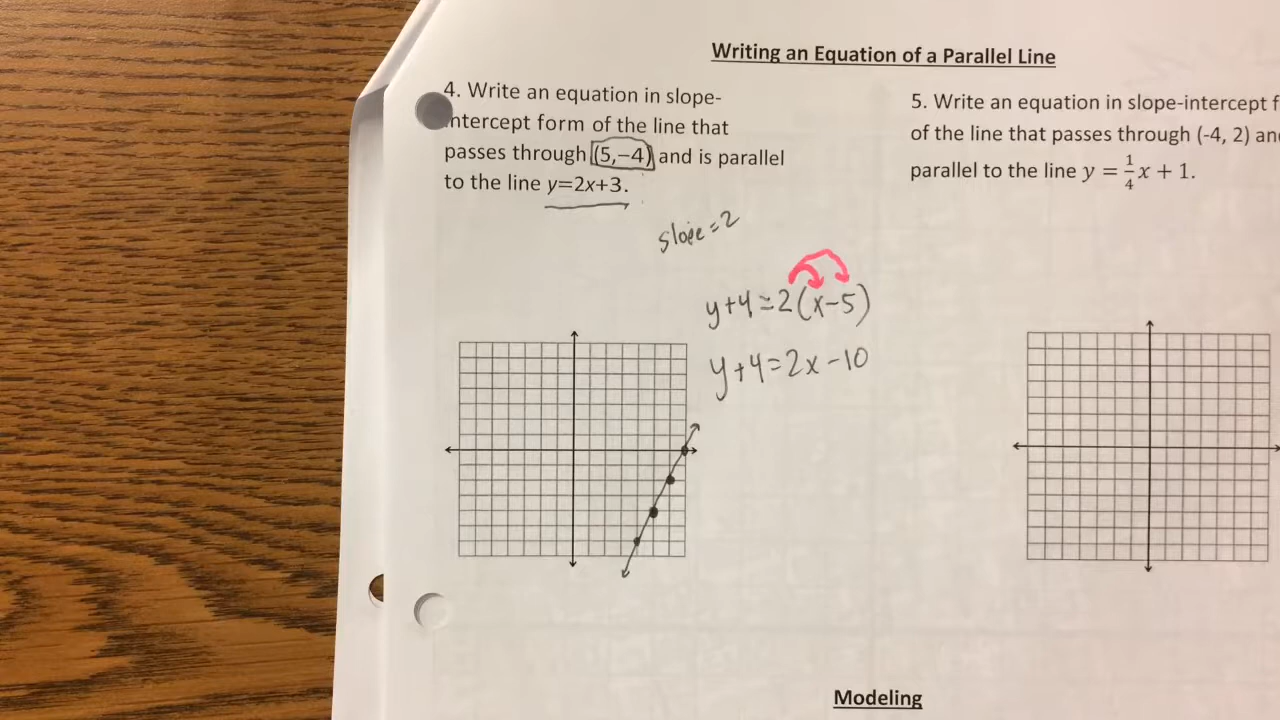 Writing an Equation of a Parallel Line
4. Write an equation in slope-
ntercept form of the line that
passes through (5,−4) and is parallel
to the line y=2x+3.
slope=2
y+4=2(x-5)
y+4=2x-10
5. Write an equation in slope-intercept f
of the line that passes through (-4, 2) an
parallel to the line y = 1/4 x + 1.
Modeling